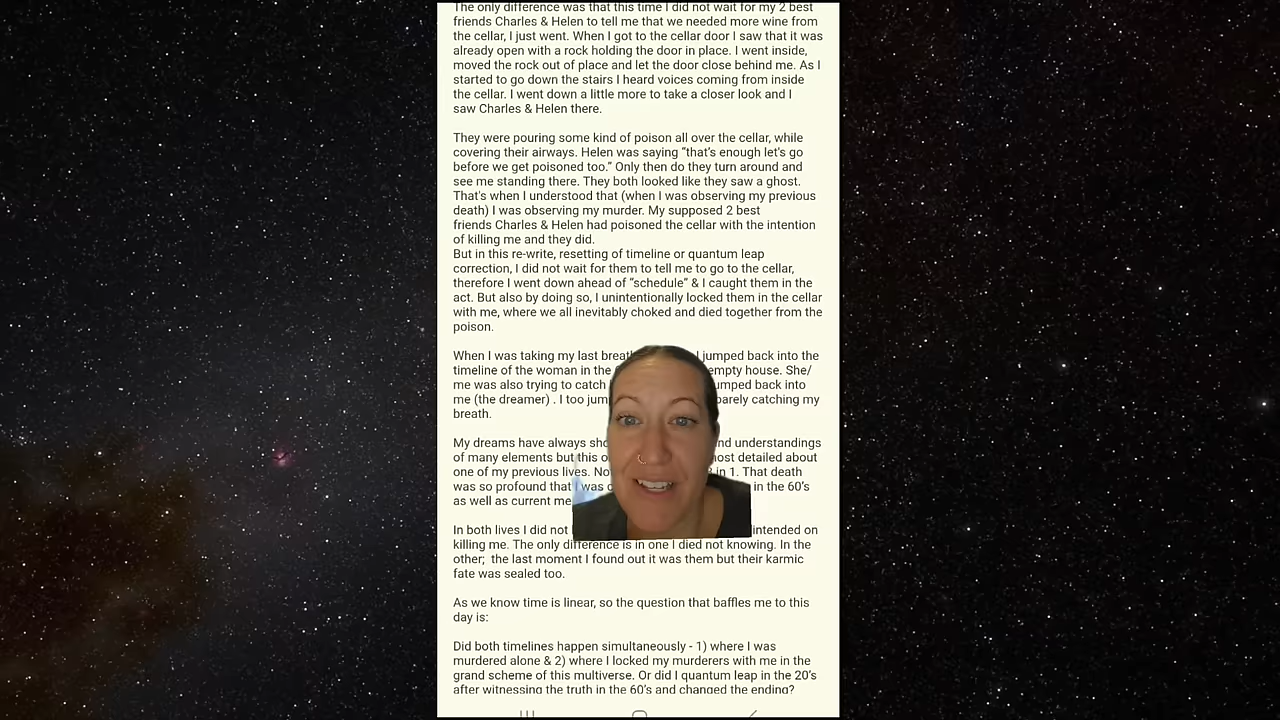 The only difference was that this time I did not wait for my 2 best
friends Charles & Helen to tell me that we needed more wine from
the cellar, I just went. When I got to the cellar door I saw that it was
already open with a rock holding the door in place. I went inside,
moved the rock out of place and let the door close behind me. As I
started to go down the stairs I heard voices coming from inside
the cellar. I went down a little more to take a closer look and I
saw Charles & Helen there.
They were pouring some kind of poison all over the cellar, while
covering their airways. Helen was saying “that's enough let's go
before we get poisoned too.” Only then do they turn around and
see me standing there. They both looked like they saw a ghost.
That's when I understood that (when I was observing my previous
death) I was observing my murder. My supposed 2 best
friends Charles & Helen had poisoned the cellar with the intention
of killing me and they did.
But in this re-write, resetting of timeline or quantum leap
correction, I did not wait for them to tell me to go to the cellar,
therefore I went down ahead of “schedule” & I caught them in the
act. But also by doing so, I unintentionally locked them in the cellar
with me, where we all inevitably choked and died together from the
poison.
When I was taking my last I jumped back into the
timeline of the woman in the empty house. She/
me was also trying to catch jumped back into
me (the dreamer) . I too barely catching my
breath.
My dreams have always and understandings
of many elements but this most detailed about
one of my previous lives. in 1. That death
was so profound that I was in the 60's
as well as current me
In both lives I did not intended on
killing me. The only difference is in one I died not knowing. In the
other; the last moment I found out it was them but their karmic
fate was sealed too.
As we know time is linear, so the question that baffles me to this
day is:
Did both timelines happen simultaneously - 1) where I was
murdered alone & 2) where I locked my murderers with me in the
grand scheme of this multiverse. Or did I quantum leap in the 20's
after witnessing the truth in the 60's and changed the ending?